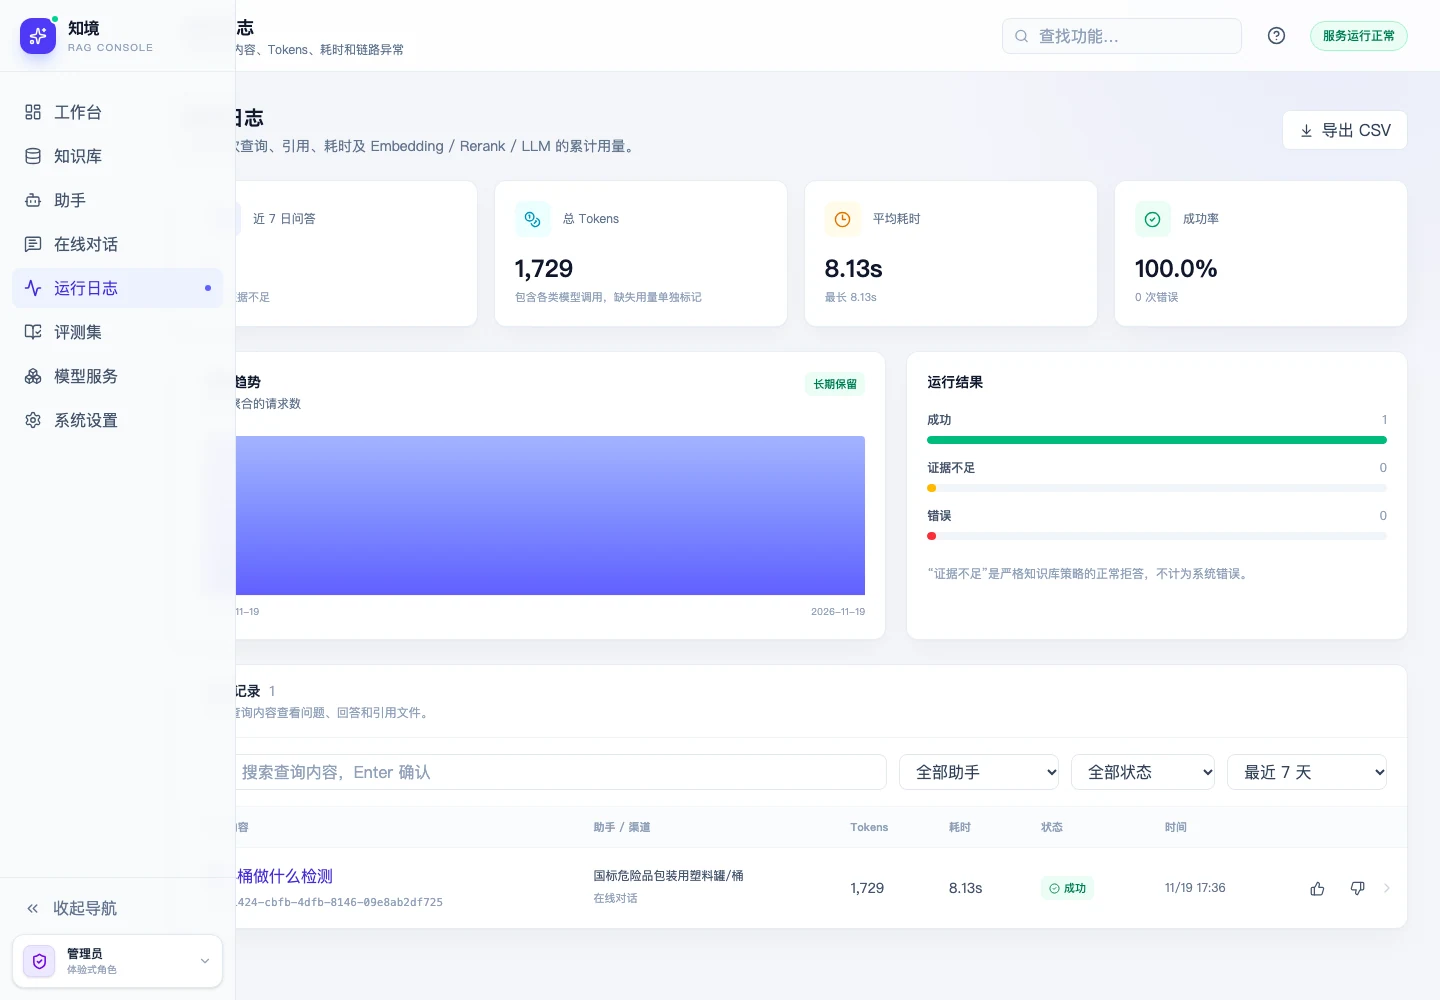 知境
RAG CONSOLE
工作台
知识库
助手
在线对话
运行日志
评测集
模型服务
系统设置
收起导航
管理员
体验式角色
志
内容、Tokens、耗时和链路异常
查找功能...
服务运行正常
日志
查询、引用、耗时及 Embedding / Rerank / LLM 的累计用量。
导出 CSV
近 7 日问答
证据不足
总 Tokens
1,729
包含各类模型调用，缺失用量单独标记
平均耗时
8.13s
最长 8.13s
成功率
100.0%
0 次错误
趋势
聚合的请求数
长期保留
11-19
2026-11-19
运行结果
成功
1
证据不足
0
错误
0
“证据不足”是严格知识库策略的正常拒答，不计为系统错误。
记录 1
查询内容查看问题、回答和引用文件。
搜索查询内容，Enter 确认
全部助手
全部状态
最近 7 天
内容
助手 / 渠道
Tokens
耗时
状态
时间
桶做什么检测
424-cbfb-4dfb-8146-09e8ab2df725
国标危险品包装用塑料罐/桶
在线对话
1,729
8.13s
成功
11/19 17:36